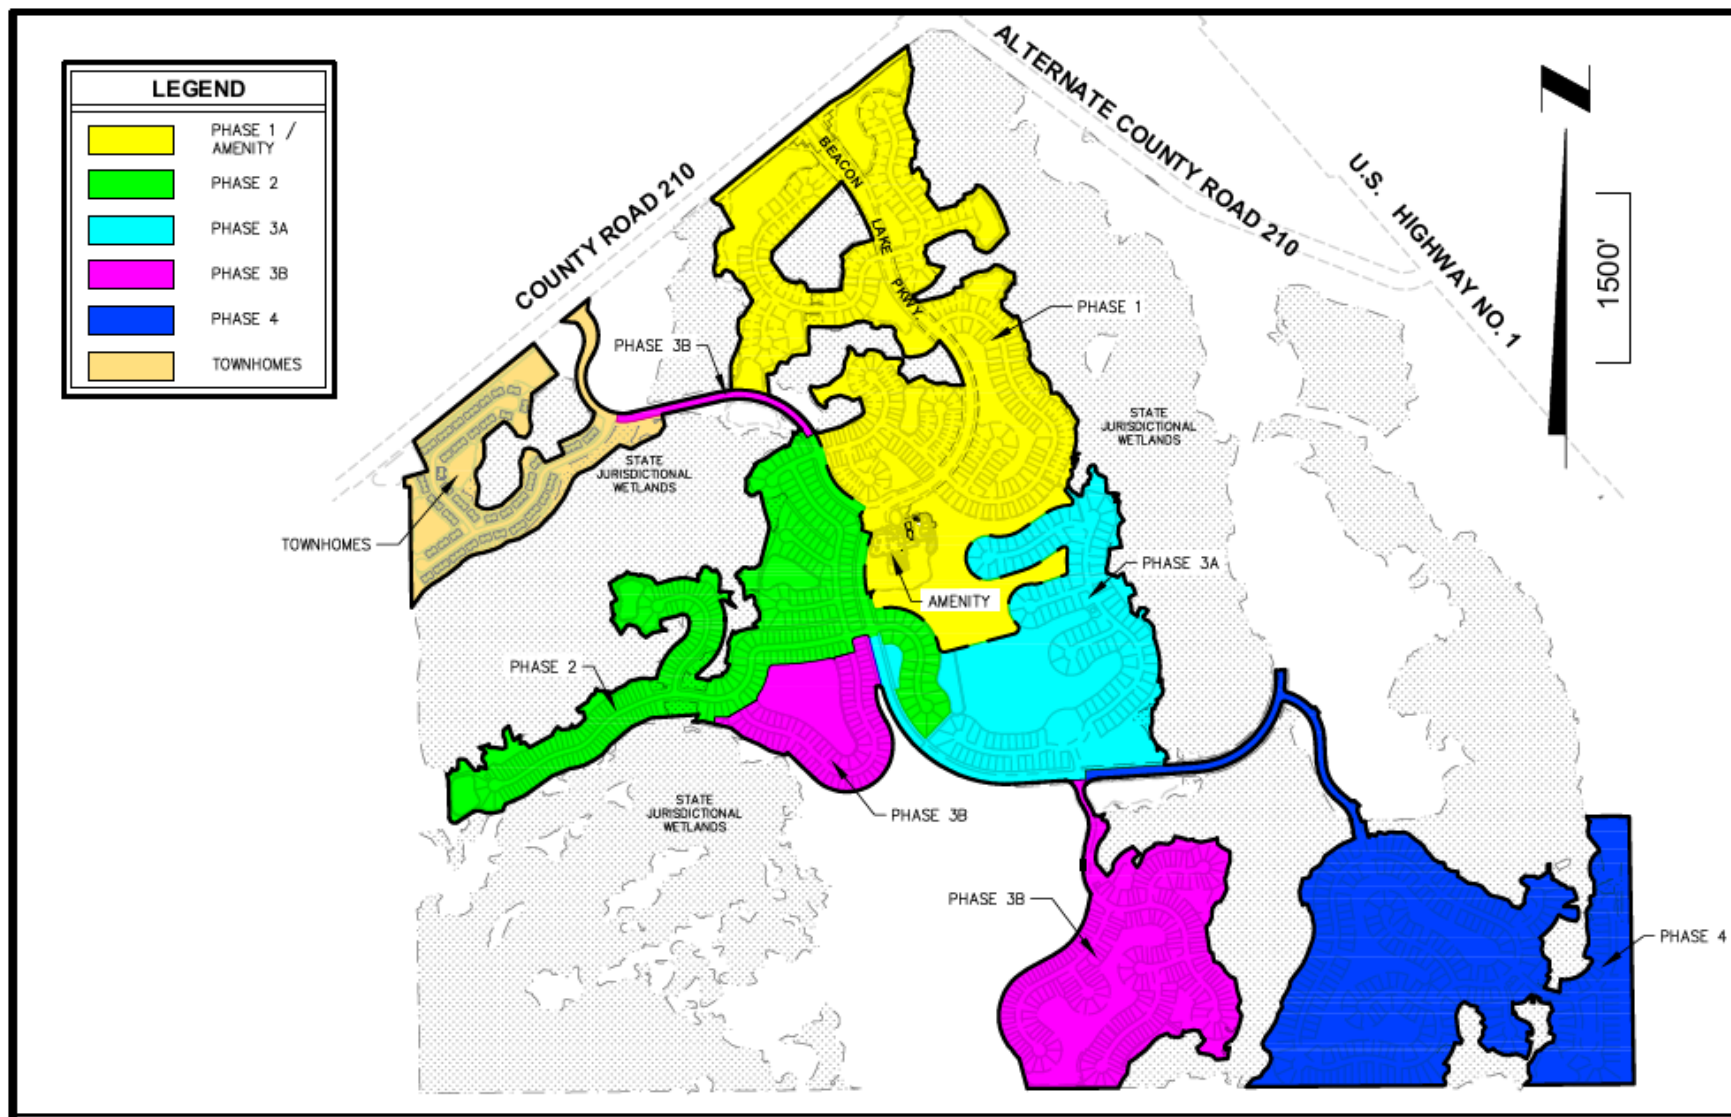 LEGEND
PHASE 1 /
AMENITY
PHASE 2
PHASE 3A
PHASE 3B
PHASE 4
TOWNHOMES
COUNTY ROAD 210
ALTERNATE COUNTY ROAD 210
U.S. HIGHWAY NO. 1
N
1500'
BEACON
LAKE
PKWY
PHASE 1
PHASE 3B
STATE
JURISDICTIONAL
WETLANDS
STATE
JURISDICTIONAL
WETLANDS
TOWNHOMES
PHASE 3A
AMENITY
PHASE 2
STATE
JURISDICTIONAL
WETLANDS
PHASE 3B
PHASE 3B
PHASE 4